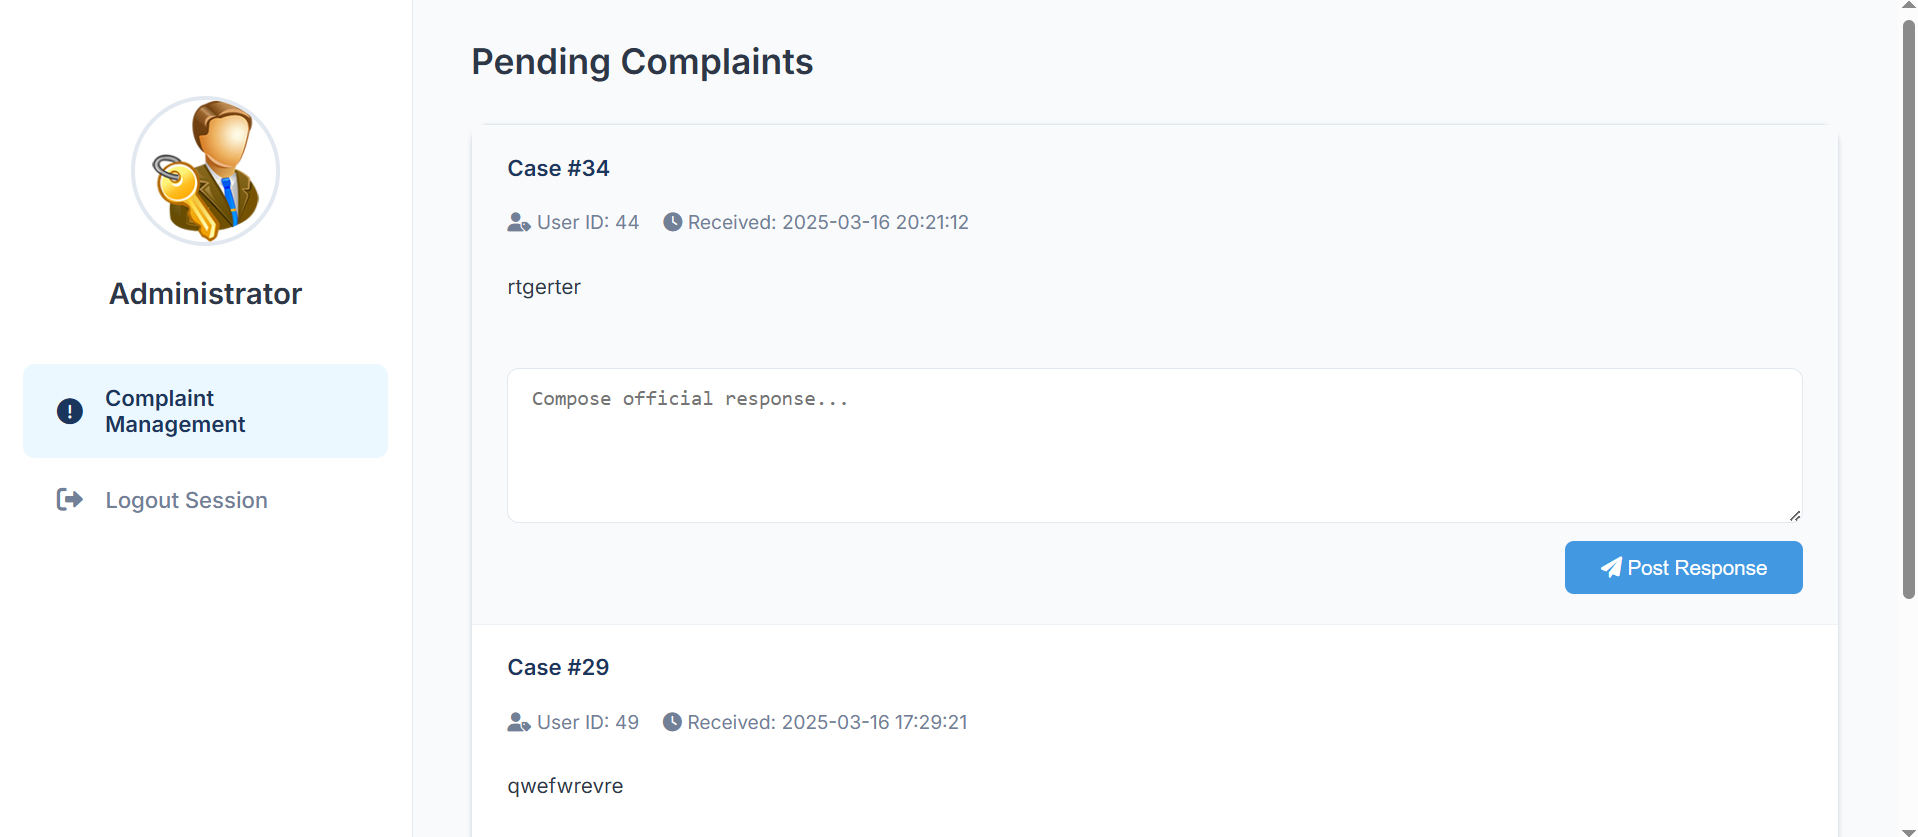 Administrator
Complaint
Management
Logout Session
Pending Complaints
Case #34
User ID: 44 Received: 2025-03-16 20:21:12
rtgerter
Compose official response...
Post Response
Case #29
User ID: 49 Received: 2025-03-16 17:29:21
qwefwrevre